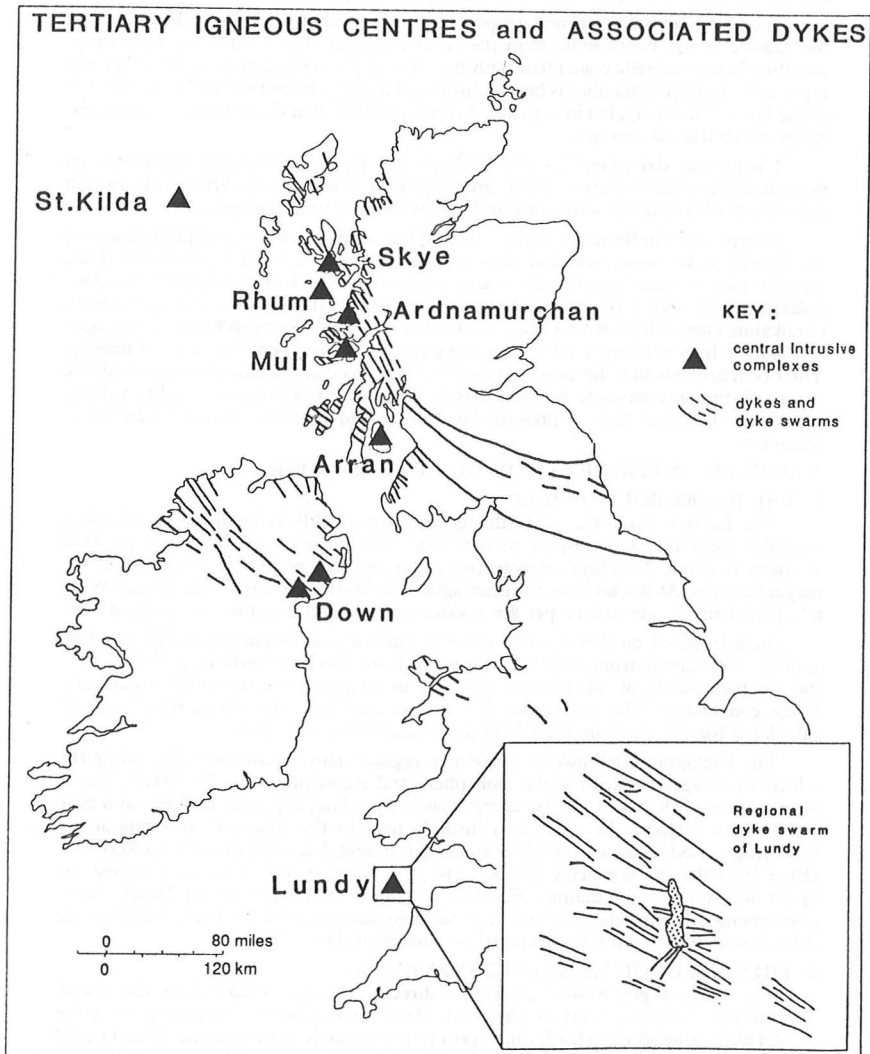 TERTIARY IGNEOUS CENTRES and ASSOCIATED DYKES
St.Kilda
Skye
Rhum
Ardnamurchan
Mull
Arran
Down
Lundy
KEY:
central intrusive
complexes
dykes and
dyke swarms
Regional
dyke swarm
of Lundy
0 80 miles
0 120 km